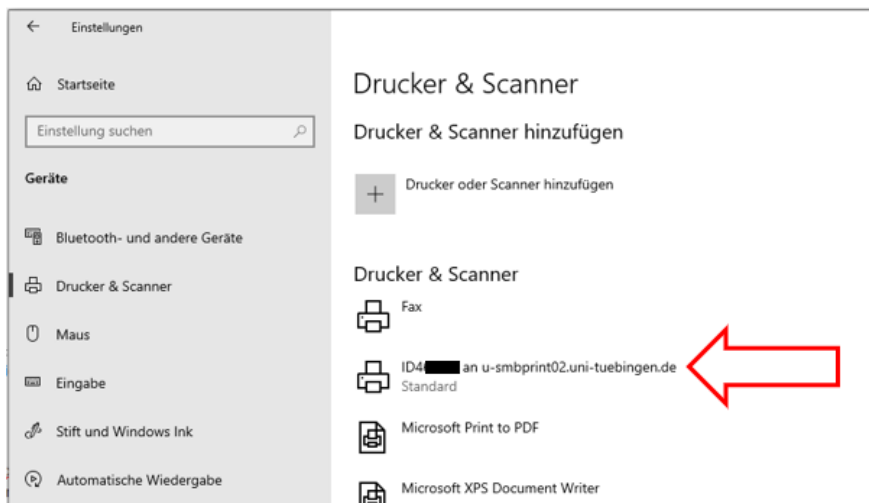 Einstellungen
Startseite
Einstellung suchen
Geräte
Bluetooth- und andere Geräte
Drucker & Scanner
Maus
Eingabe
Stift und Windows Ink
Automatische Wiedergabe
Drucker & Scanner
Drucker & Scanner hinzufügen
Drucker oder Scanner hinzufügen
Drucker & Scanner
Fax
ID4 an u-smbprint02.uni-tuebingen.de
Standard
Microsoft Print to PDF
Microsoft XPS Document Writer